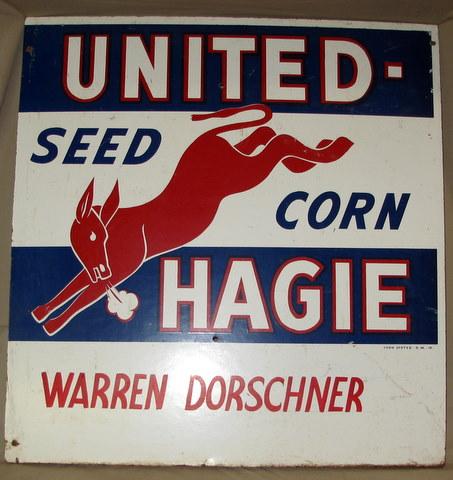 UNITED-
SEED
CORN
HAGIE
WARREN DORSCHNER